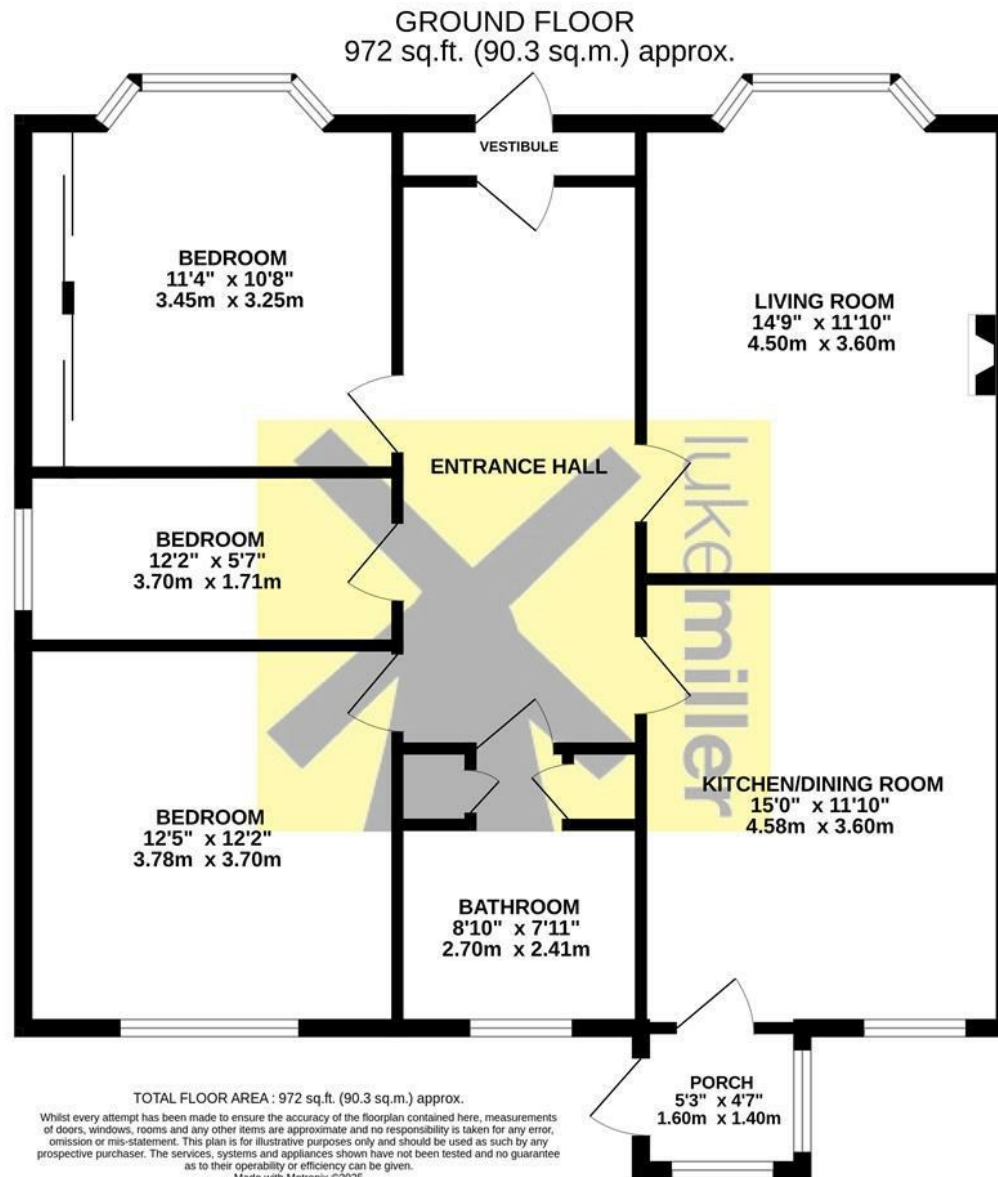 GROUND FLOOR
972 sq.ft. (90.3 sq.m.) approx.
VESTIBULE
BEDROOM
11'4" x 10'8"
3.45m x 3.25m
LIVING ROOM
14'9" x 11'10"
4.50m x 3.60m
ENTRANCE HALL
lukemiller
BEDROOM
12'2" x 5'7"
3.70m x 1.71m
BEDROOM
12'5" x 12'2"
3.78m x 3.70m
KITCHEN/DINING ROOM
15'0" x 11'10"
4.58m x 3.60m
BATHROOM
8'10" x 7'11"
2.70m x 2.41m
PORCH
5'3" x 4'7"
1.60m x 1.40m
TOTAL FLOOR AREA : 972 sq.ft. (90.3 sq.m.) approx.
Whilst every attempt has been made to ensure the accuracy of the floorplan contained here, measurements
of doors, windows, rooms and any other items are approximate and no responsibility is taken for any error,
omission or mis-statement. This plan is for illustrative purposes only and should be used as such by any
prospective purchaser. The services, systems and appliances shown have not been tested and no guarantee
as to their operability or efficiency can be given.
Made with Metropix ©2025